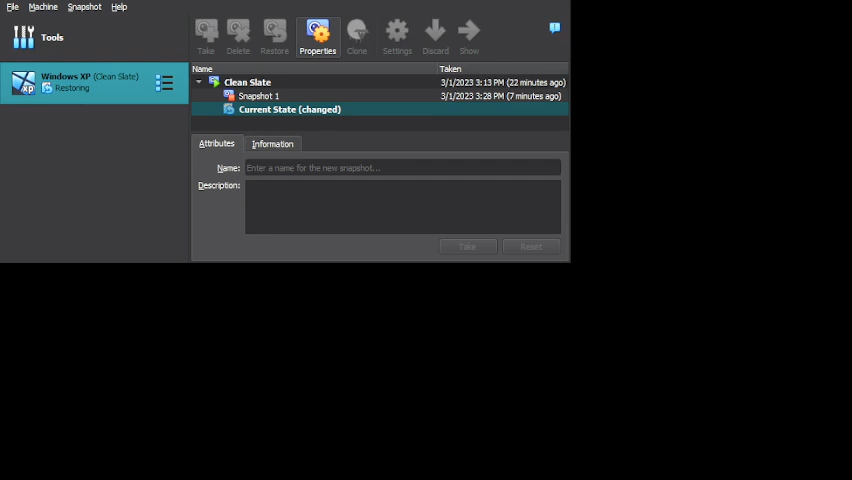 File Machine Snapshot Help
Tools
Windows XP (Clean Slate)
Restoring
Take Delete Restore Properties Clone Settings Discard Show
Name Taken
Clean Slate 3/1/2023 3:13 PM (22 minutes ago)
Snapshot 1 3/1/2023 3:28 PM (7 minutes ago)
Current State (changed)
Attributes Information
Name: Enter a name for the new snapshot...
Description:
Take Reset